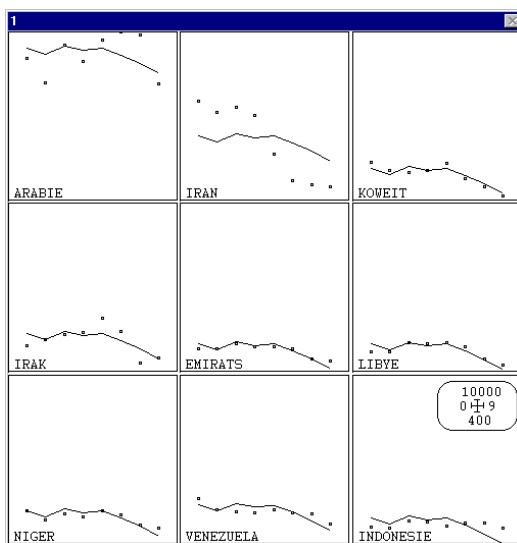 1
ARABIE
IRAN
KOWEIT
IRAK
EMIRATS
LIBYE
10000
0 9
400
NIGER
VENEZUELA
INDONESIE